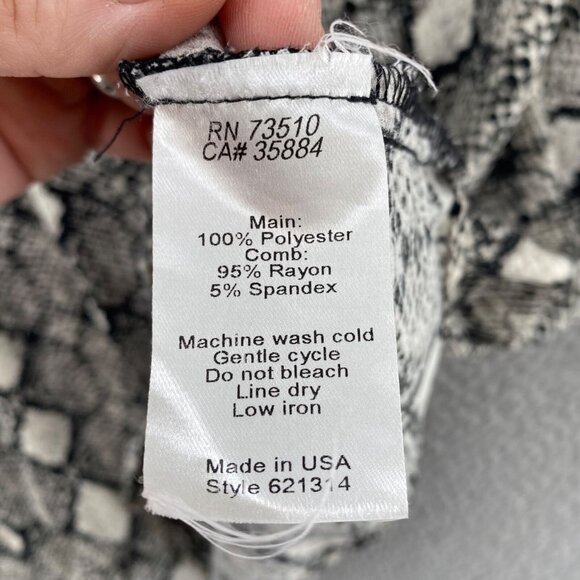 RN 73510
CA# 35884
Main:
100% Polyester
Comb:
95% Rayon
5% Spandex
Machine wash cold
Gentle cycle
Do not bleach
Line dry
Low iron
Made in USA
Style 621314